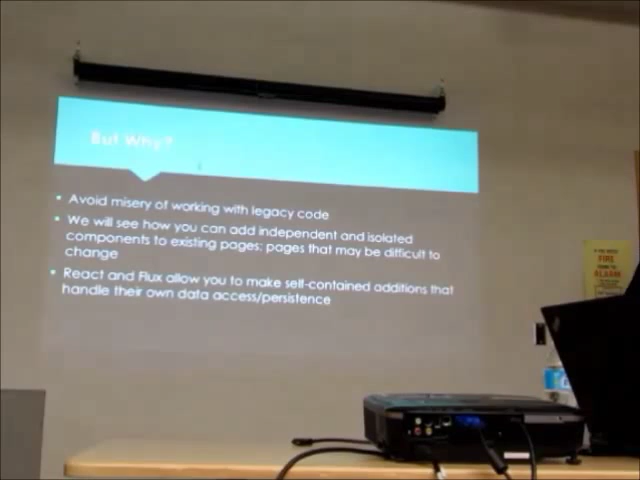 But Why?
Avoid misery of working with legacy code
We will see how you can add independent and isolated
components to existing pages; pages that may be difficult to
change
React and Flux allow you to make self-contained additions that
handle their own data access/persistence
FIRE
ALARM